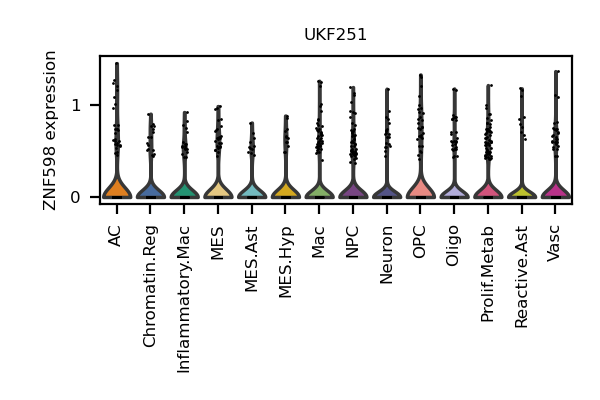 UKF251
ZNF598 expression
1
0
AC
Chromatin.Reg
Inflammatory.Mac
MES
MES.Ast
MES.Hyp
Mac
NPC
Neuron
OPC
Oligo
Prolif.Metab
Reactive.Ast
Vasc